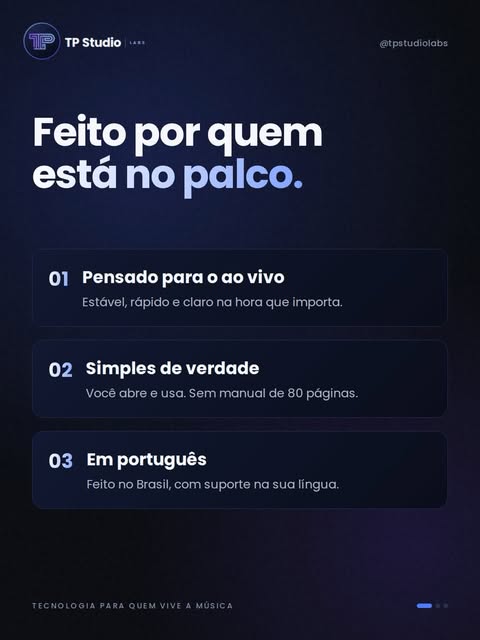 TP
TP Studio LABS
@tpstudiolabs
Feito por quem
está no palco.
01 Pensado para o ao vivo
Estável, rápido e claro na hora que importa.
02 Simples de verdade
Você abre e usa. Sem manual de 80 páginas.
03 Em português
Feito no Brasil, com suporte na sua língua.
TECNOLOGIA PARA QUEM VIVE A MÚSICA